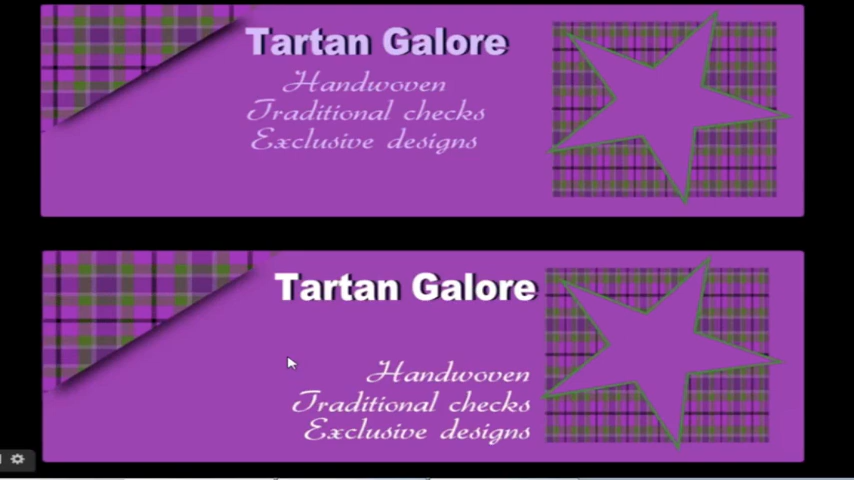 Tartan Galore
Handwoven
Traditional checks
Exclusive designs
Tartan Galore
Handwoven
Traditional checks
Exclusive designs